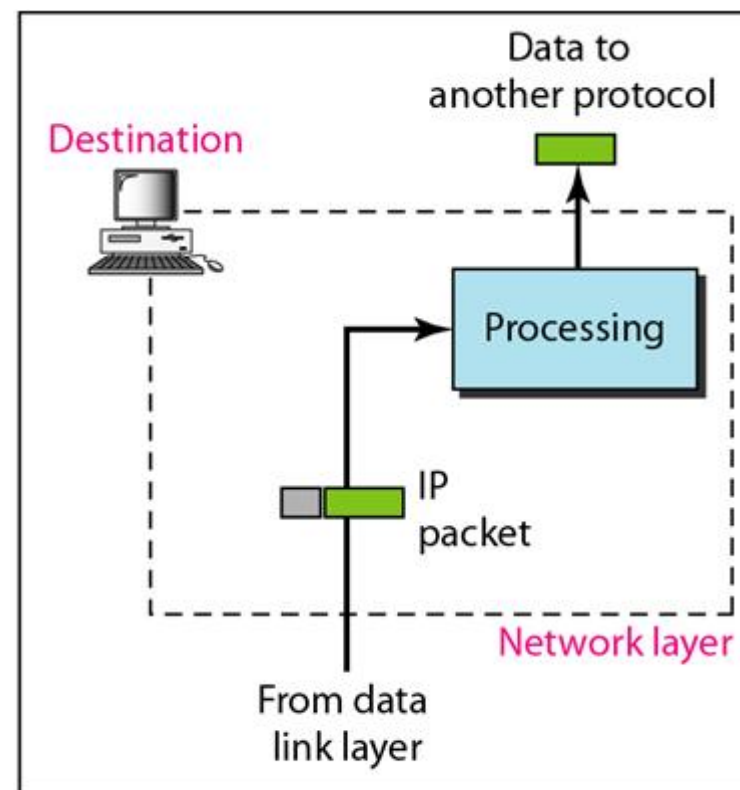 Data to
another protocol
Destination
Processing
IP
packet
Network layer
From data
link layer